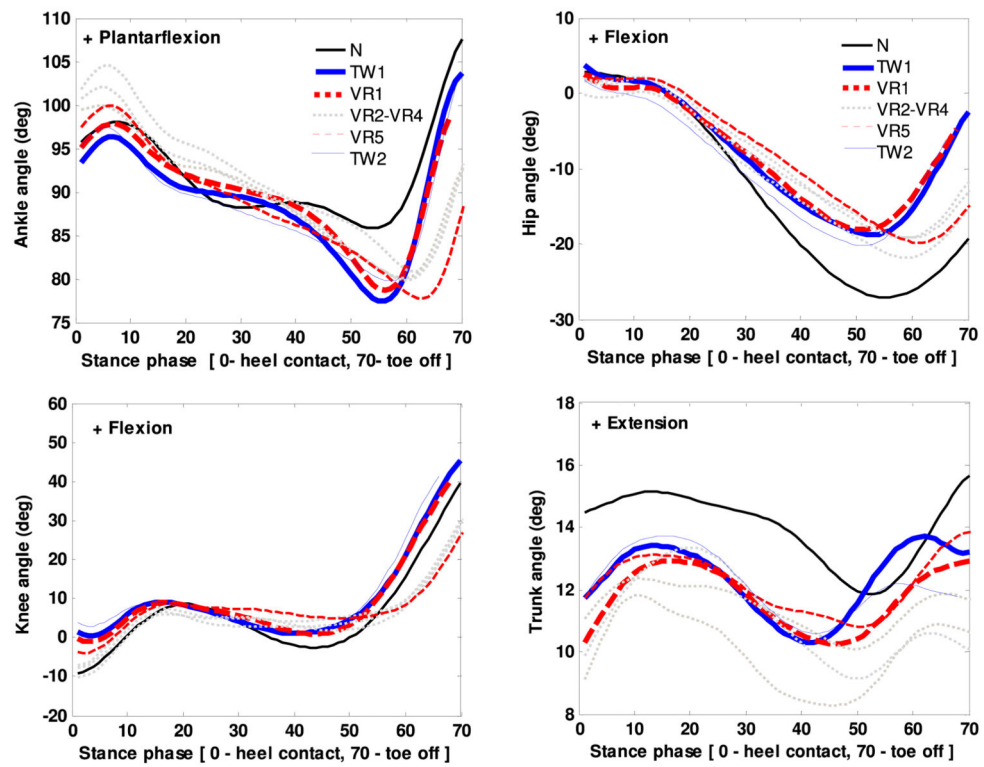 110
105
100
95
90
85
80
75
Ankle angle (deg)
+ Plantarflexion
N
TW1
VR1
VR2-VR4
VR5
TW2
0 10 20 30 40 50 60 70
Stance phase [ 0- heel contact, 70- toe off ]
10
0
-10
-20
-30
Hip angle (deg)
+ Flexion
N
TW1
VR1
VR2-VR4
VR5
TW2
0 10 20 30 40 50 60 70
Stance phase [ 0 - heel contact, 70 - toe off ]
60
50
40
30
20
10
0
-10
-20
Knee angle (deg)
+ Flexion
0 10 20 30 40 50 60 70
Stance phase [ 0 - heel contact, 70 - toe off ]
18
16
14
12
10
8
Trunk angle (deg)
+ Extension
0 10 20 30 40 50 60 70
Stance phase [ 0 - heel contact, 70 - toe off ]